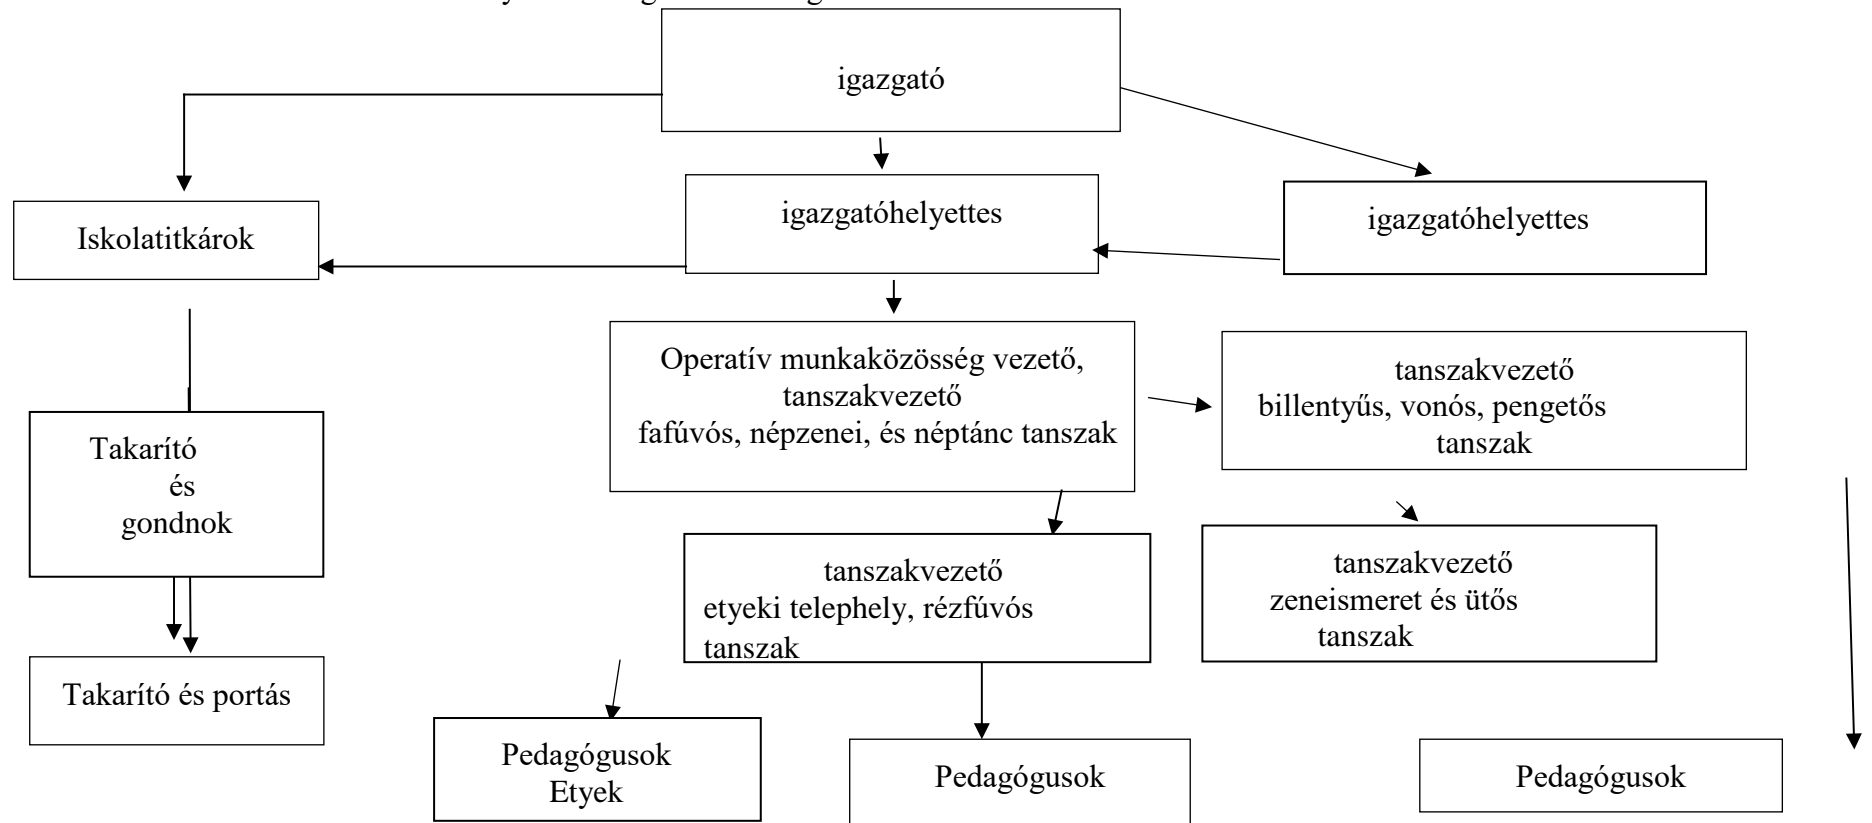 igazgató
igazgatóhelyettes
igazgatóhelyettes
Iskolatitkárok
Operatív munkaközösség vezető,
tanszakvezető
fafúvós, népzenei, és néptánc tanszak
tanszakvezető
billentyűs, vonós, pengetős
tanszak
Takarító
és
gondnok
tanszakvezető
etyeki telephely, rézfúvós
tanszak
tanszakvezető
zeneismeret és ütős
tanszak
Takarító és portás
Pedagógusok
Etyek
Pedagógusok
Pedagógusok